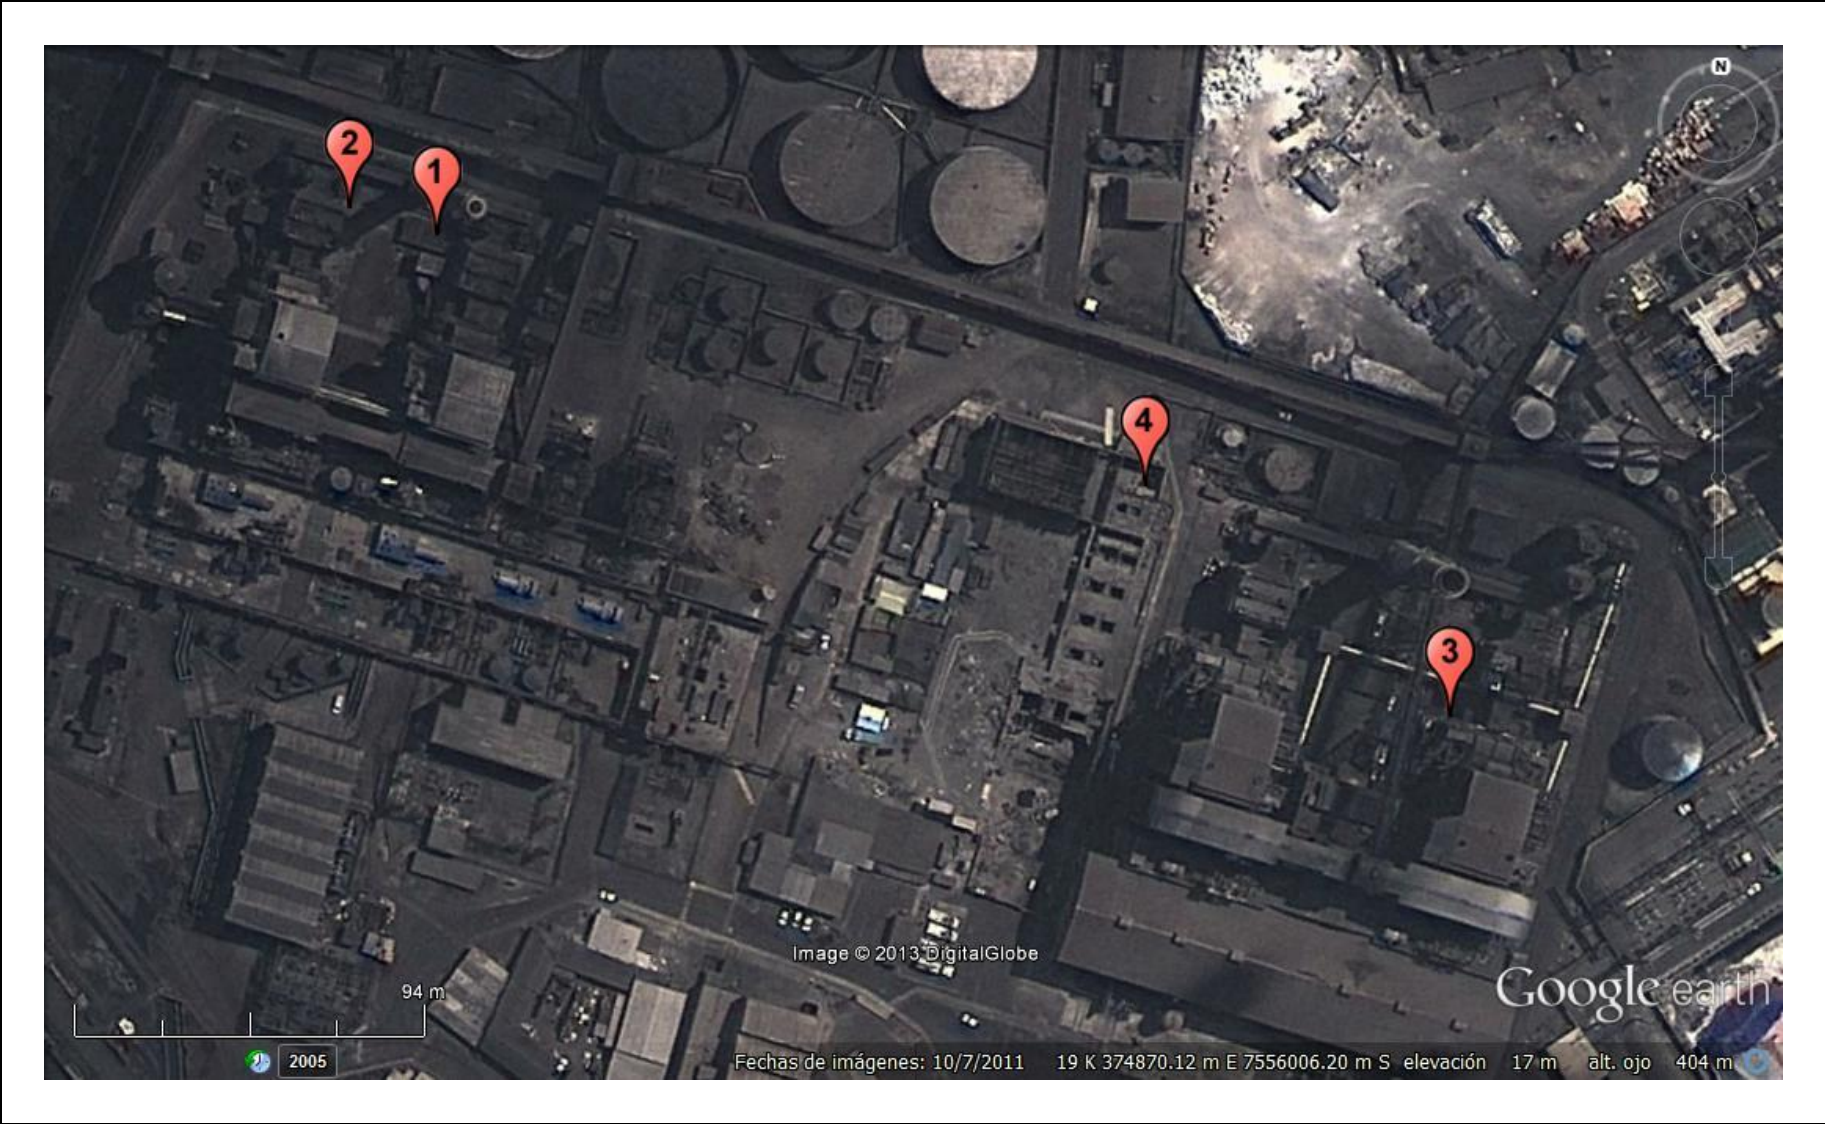 N
2
1
4
3
Image © 2013 DigitalGlobe
Google earth
94 m
2005
Fechas de imágenes: 10/7/2011 19 K 374870.12 m E 7556006.20 m S elevación 17 m alt. ojo 404 m